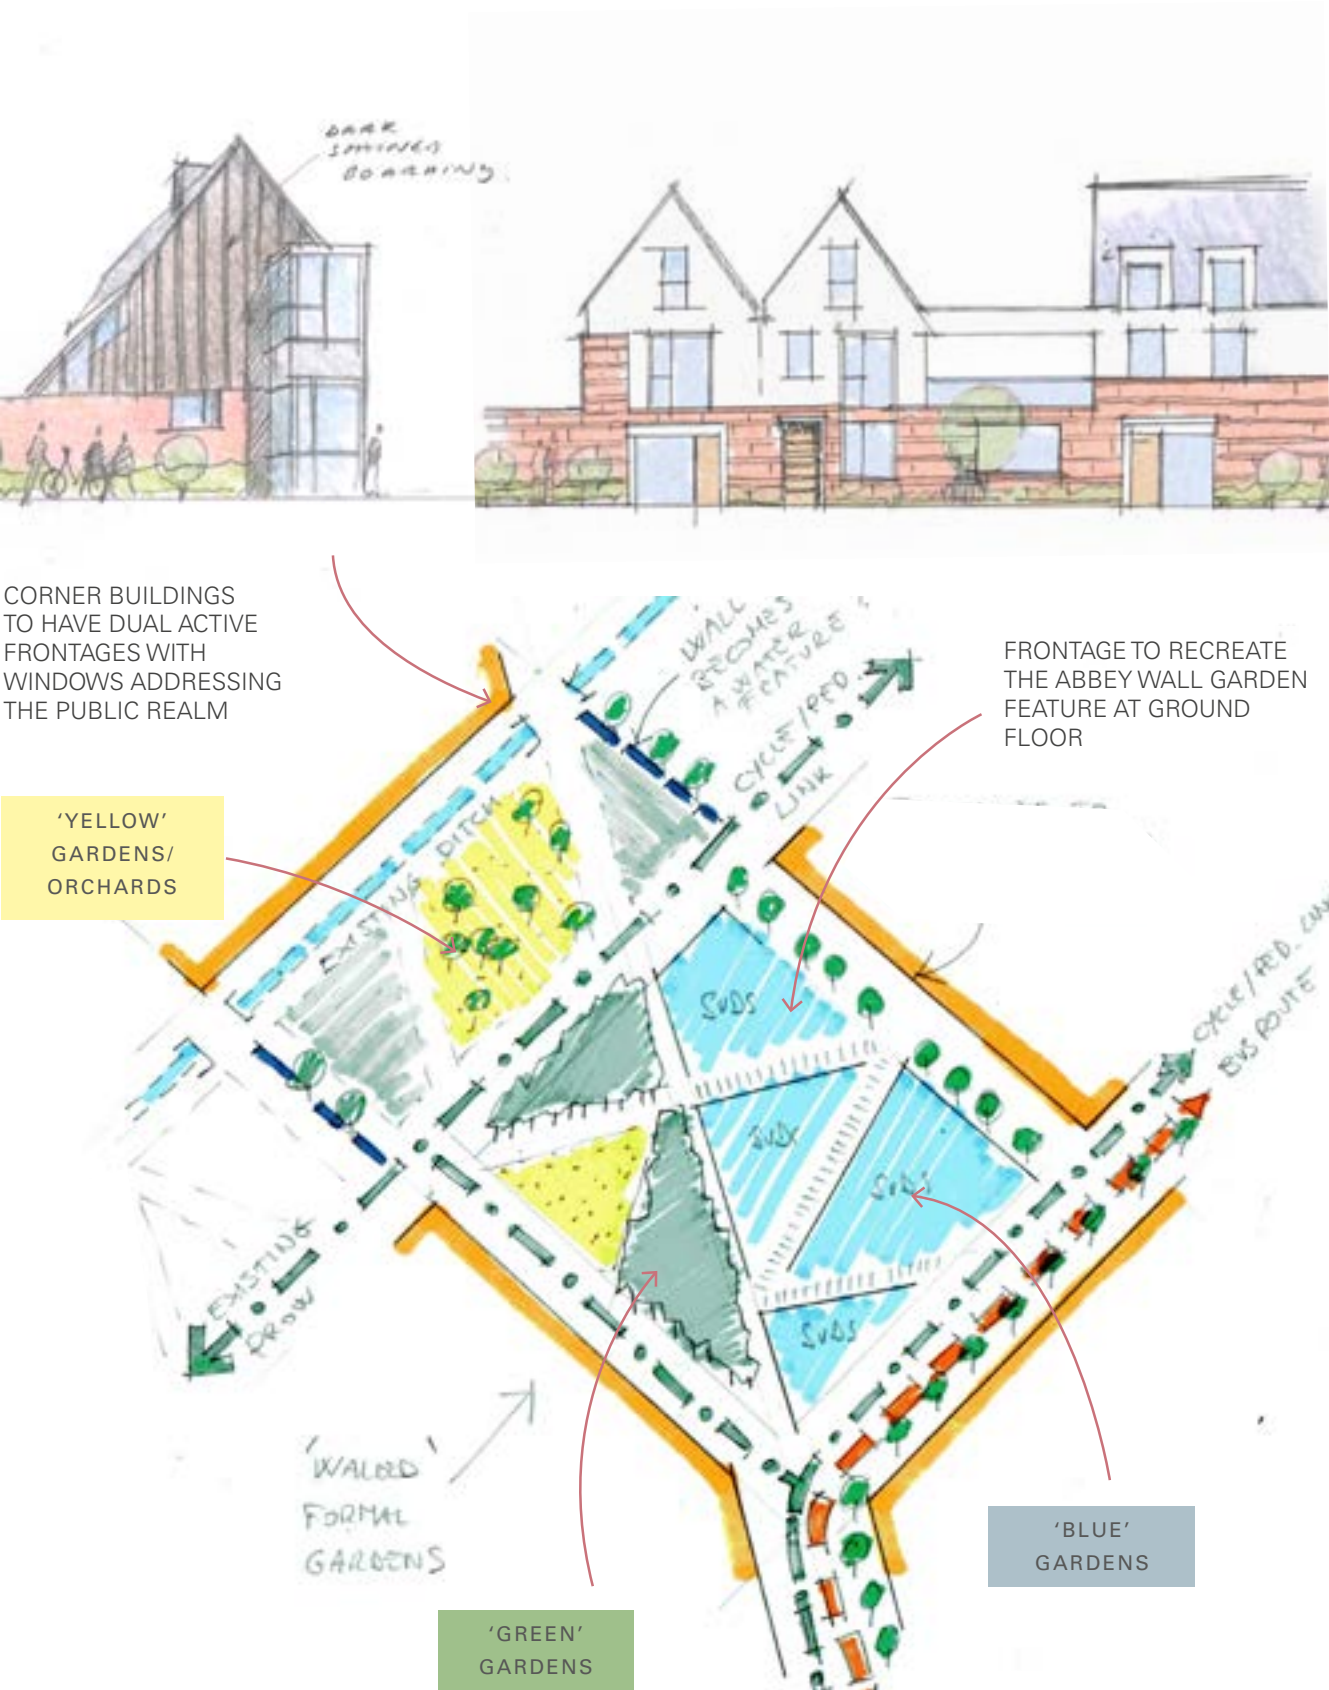 DARK
STAINED
BOARDING.
CORNER BUILDINGS
TO HAVE DUAL ACTIVE
FRONTAGES WITH
WINDOWS ADDRESSING
THE PUBLIC REALM
WALL
BECOMES
A WATER
FEATURE
FRONTAGE TO RECREATE
THE ABBEY WALL GARDEN
FEATURE AT GROUND
FLOOR
CYCLE/PED
LINK
'YELLOW'
GARDENS/
ORCHARDS
EXISTING DITCH
SUDS
SUDS
SUDS
SUDS
CYCLE/PED. LINK
BUS ROUTE
EXISTING
DROVE
'WALLED'
FORMAL
GARDENS
'BLUE'
GARDENS
'GREEN'
GARDENS